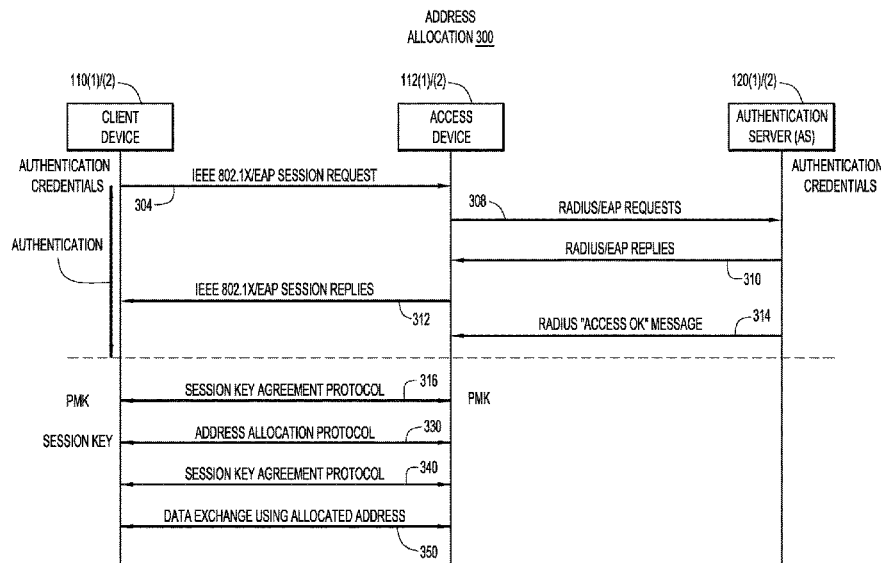 ADDRESS
ALLOCATION 300
110(1)/(2)
112(1)/(2)
120(1)/(2)
CLIENT
DEVICE
ACCESS
DEVICE
AUTHENTICATION
SERVER (AS)
AUTHENTICATION
CREDENTIALS
AUTHENTICATION
CREDENTIALS
IEEE 802.1X/EAP SESSION REQUEST
304
308
RADIUS/EAP REQUESTS
AUTHENTICATION
RADIUS/EAP REPLIES
310
IEEE 802.1X/EAP SESSION REPLIES
312
314
RADIUS "ACCESS OK" MESSAGE
316
SESSION KEY AGREEMENT PROTOCOL
PMK
PMK
SESSION KEY
ADDRESS ALLOCATION PROTOCOL
330
SESSION KEY AGREEMENT PROTOCOL
340
DATA EXCHANGE USING ALLOCATED ADDRESS
350